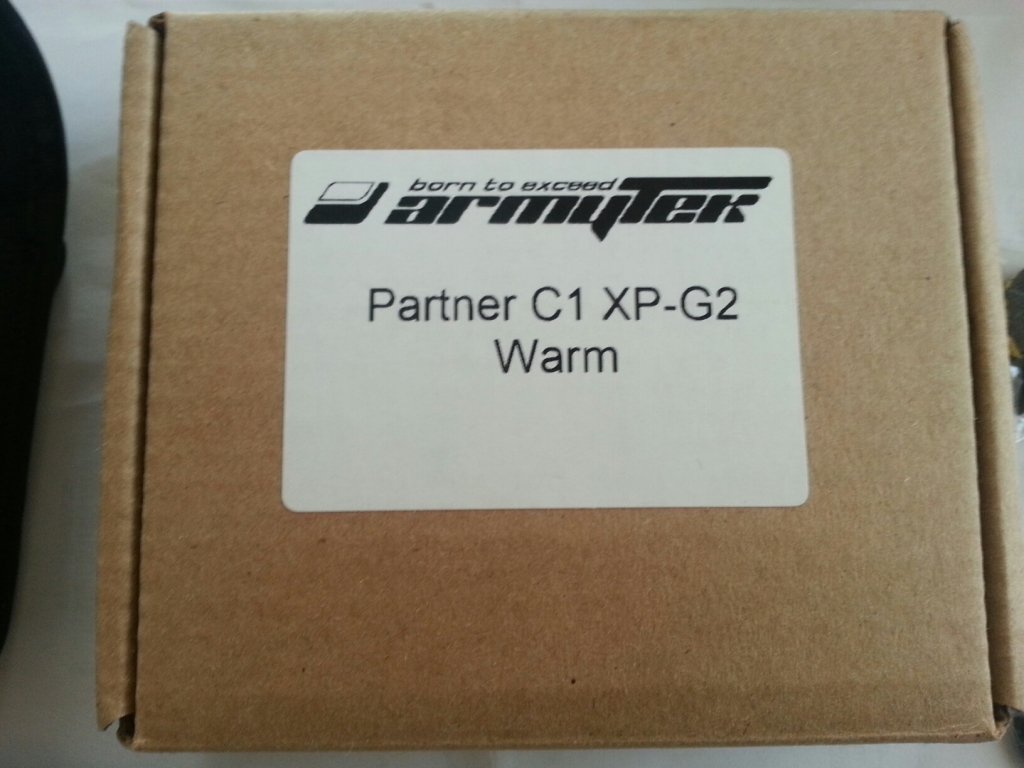 born to exceed
armytek
Partner C1 XP-G2
Warm